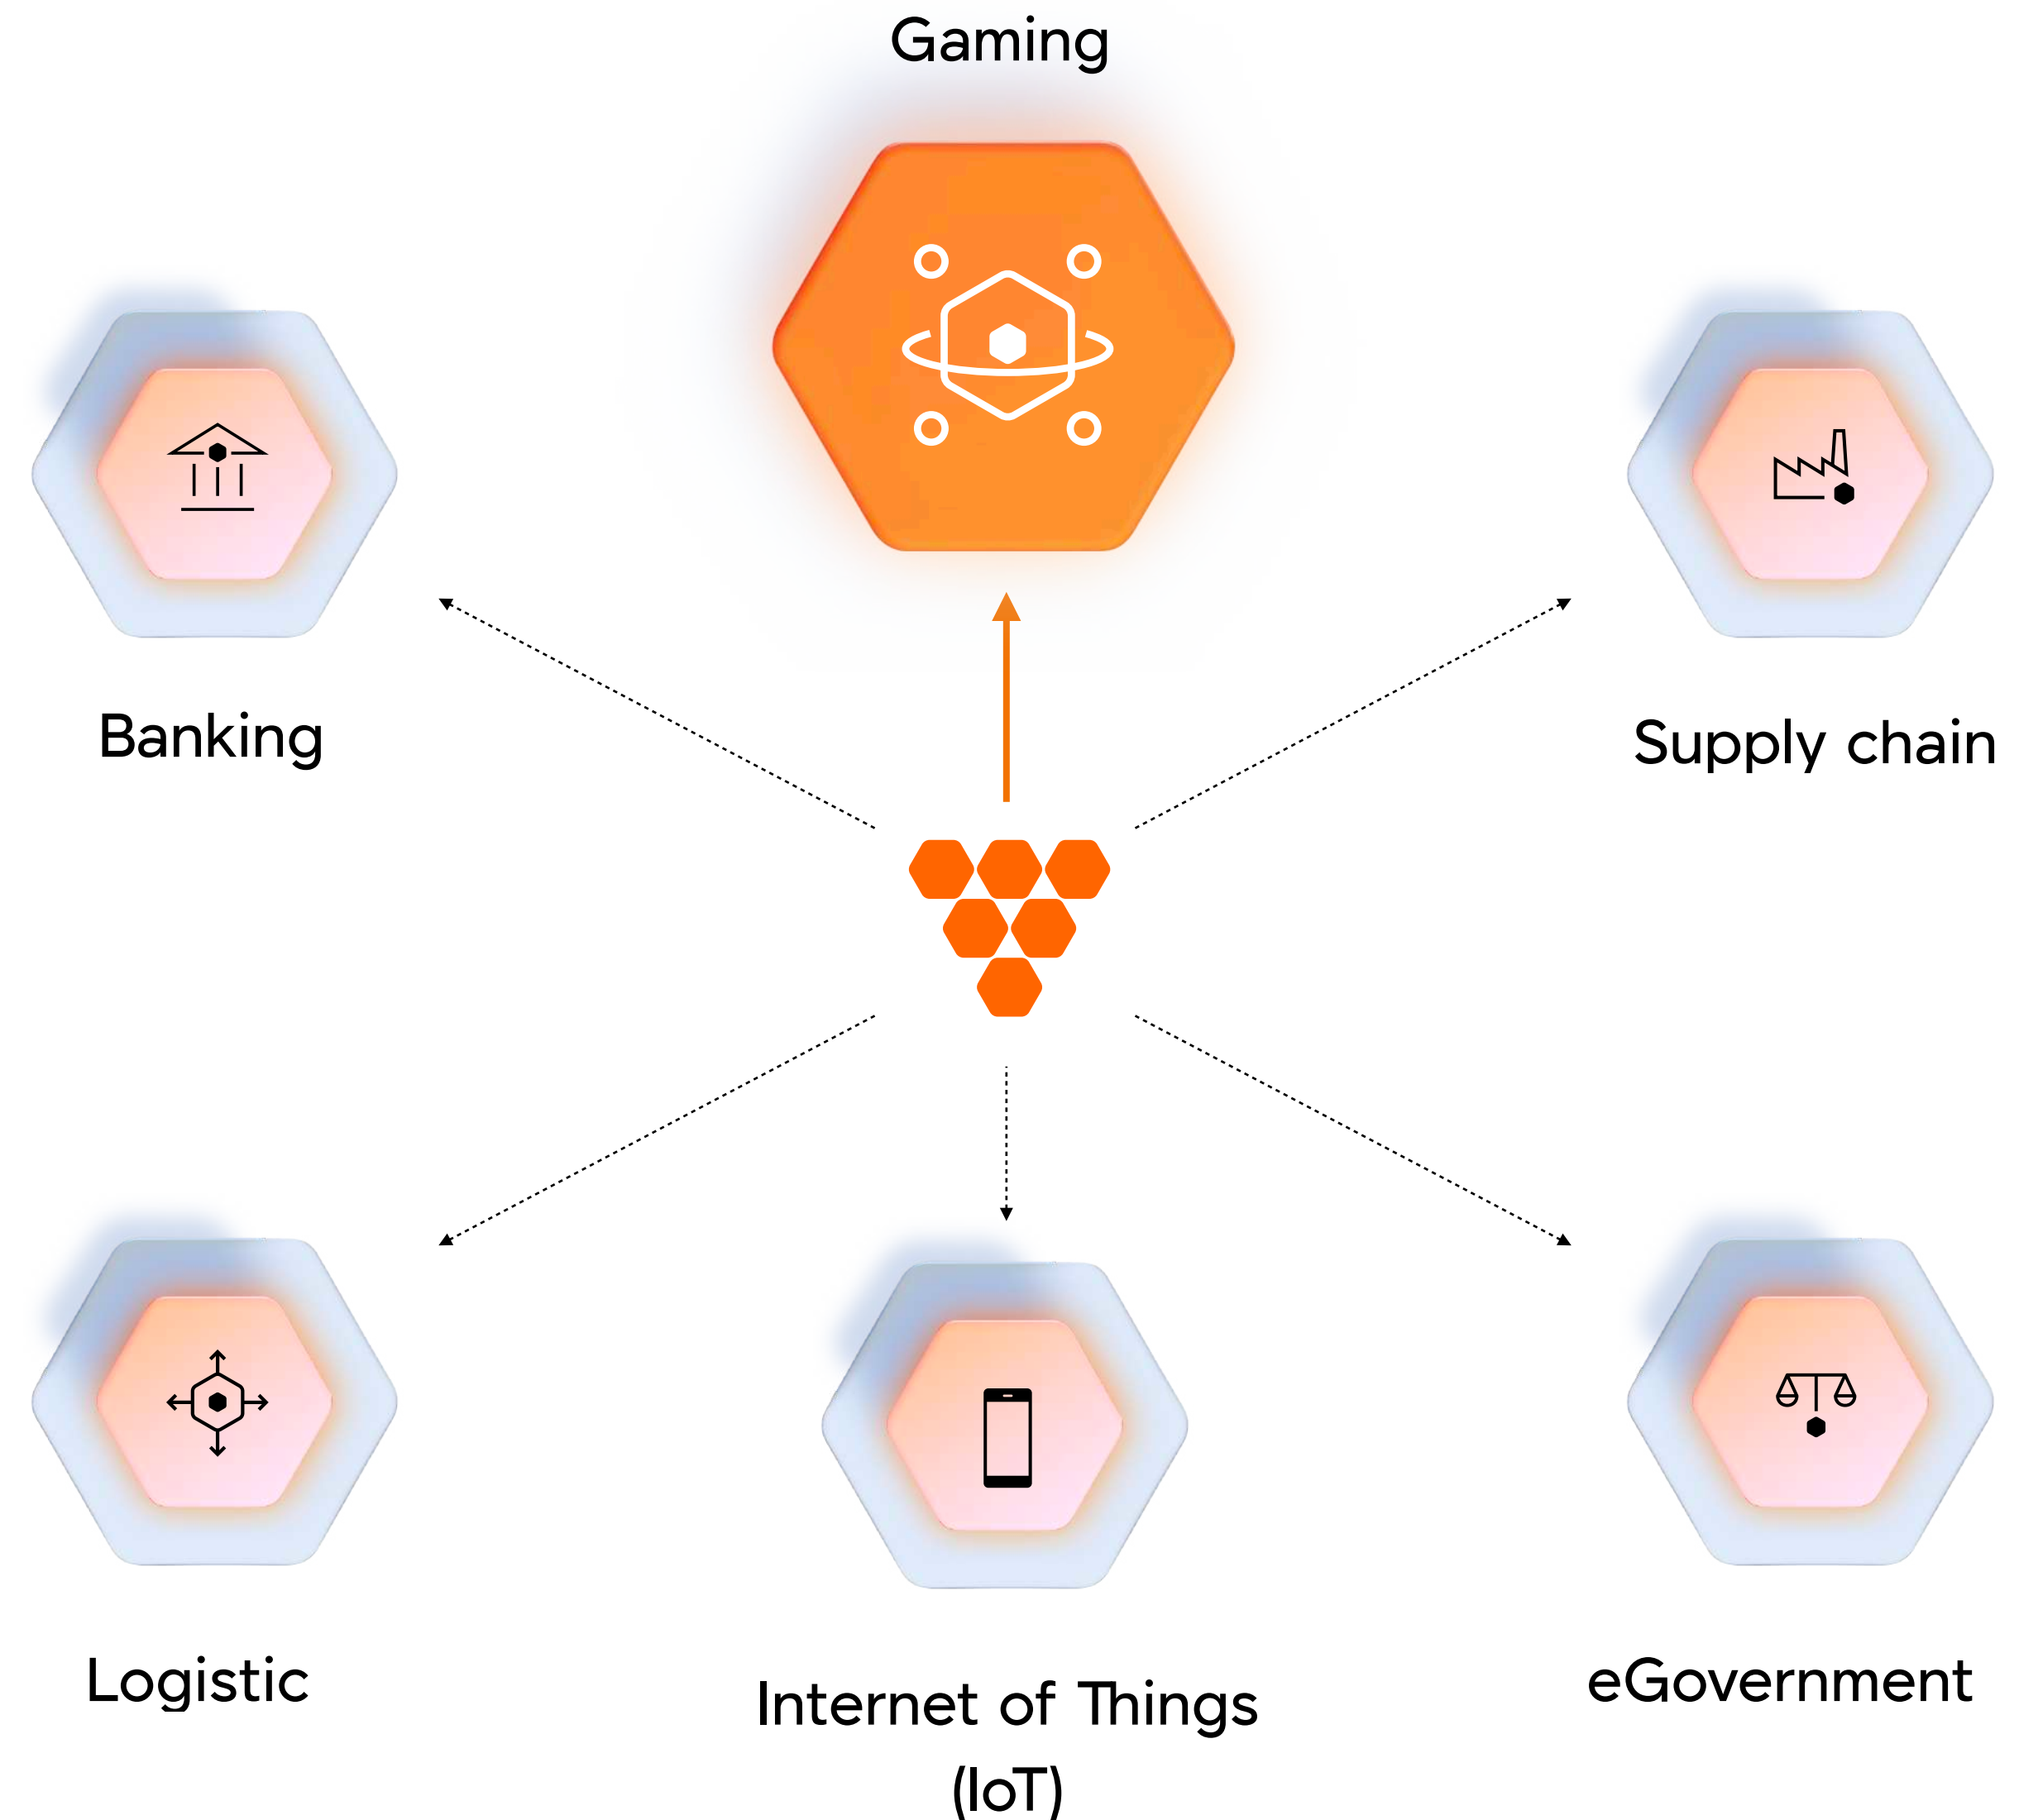 Gaming
Banking
Supply chain
Logistic
Internet of Things
(IoT)
eGovernment